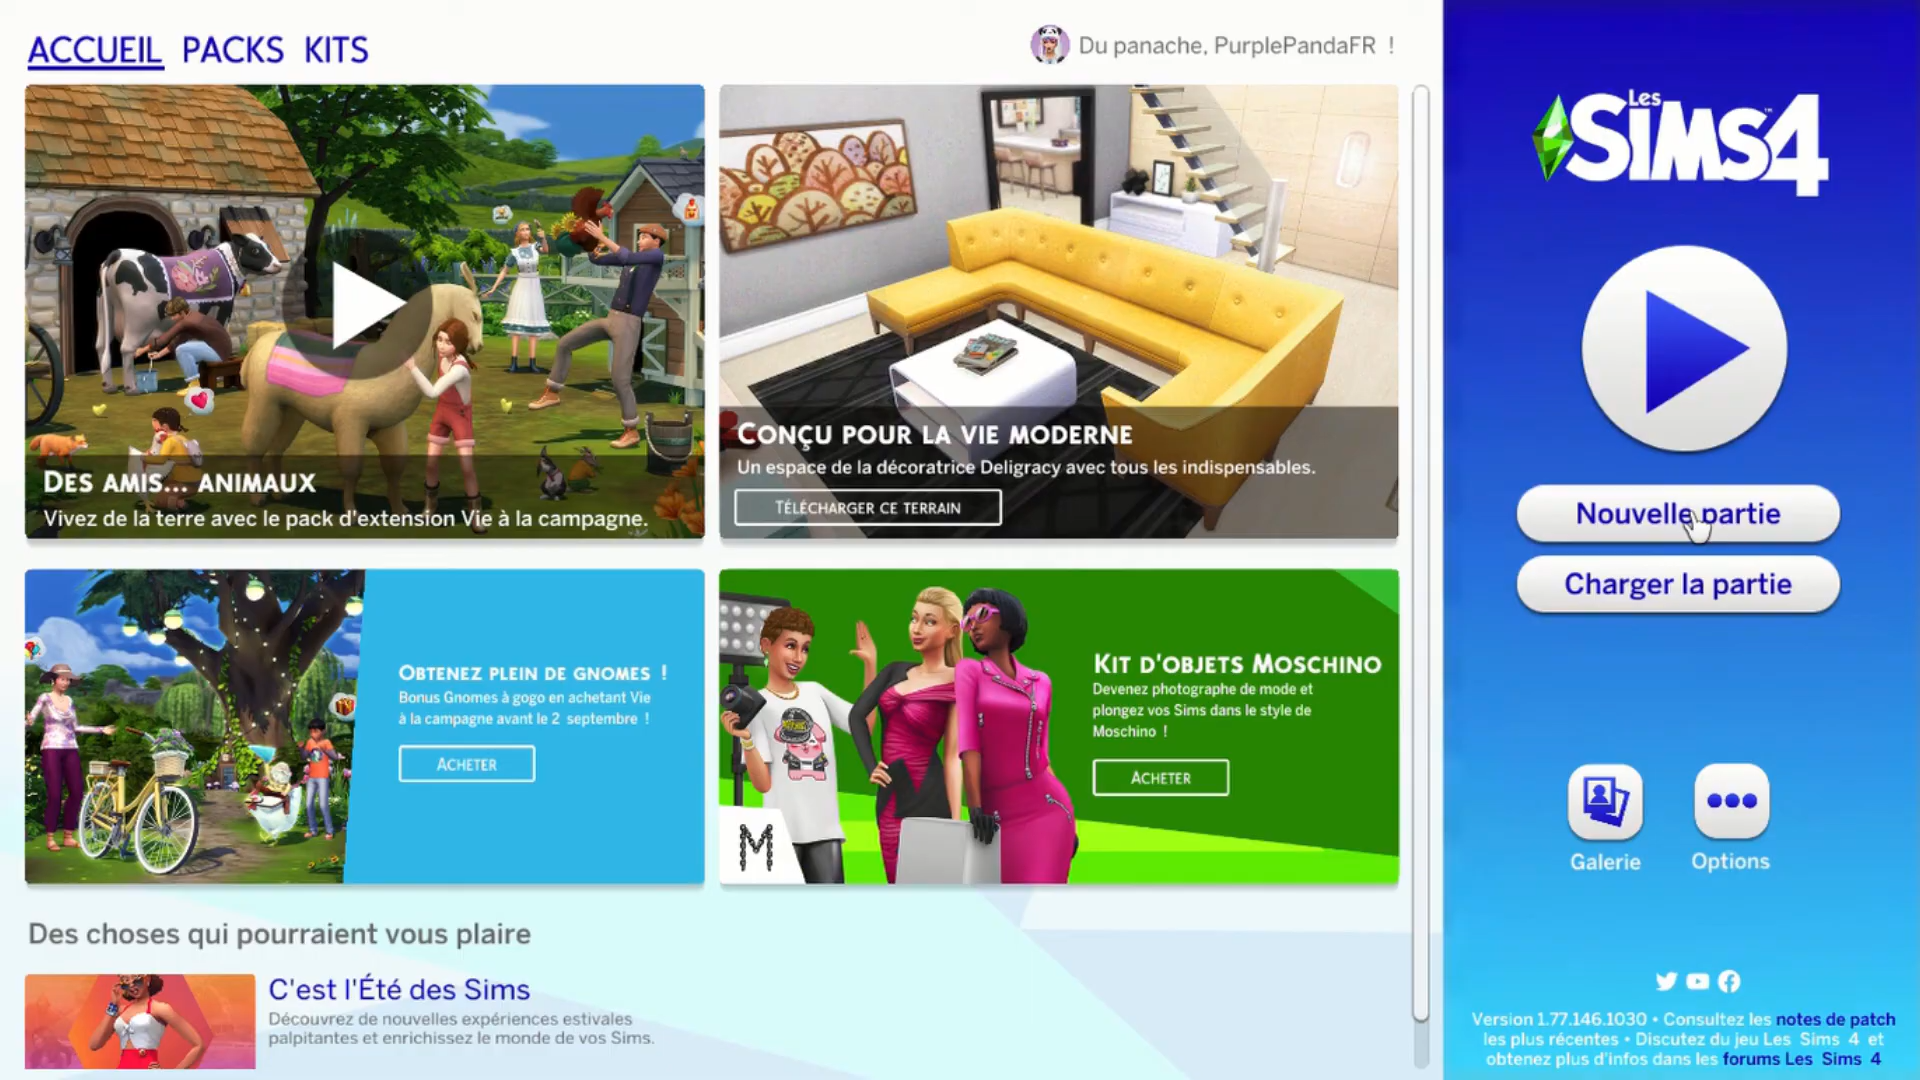 ACCUEIL PACKS KITS
Du panache, PurplePandaFR !
DES AMIS... ANIMAUX
Vivez de la terre avec le pack d'extension Vie à la campagne.
CONÇU POUR LA VIE MODERNE
Un espace de la décoratrice Deligracy avec tous les indispensables.
TÉLÉCHARGER CE TERRAIN
OBTENEZ PLEIN DE GNOMES !
Bonus Gnomes à gogo en achetant Vie
à la campagne avant le 2 septembre !
ACHETER
KIT D'OBJETS MOSCHINO
Devenez photographe de mode et
plongez vos Sims dans le style de
Moschino !
ACHETER
M
Des choses qui pourraient vous plaire
C'est l'Été des Sims
Découvrez de nouvelles expériences estivales
palpitantes et enrichissez le monde de vos Sims.
Les
SiMS 4
Nouvelle partie
Charger la partie
Galerie
Options
Version 1.77.146.1030 • Consultez les notes de patch
les plus récentes • Discutez du jeu Les Sims 4 et
obtenez plus d'infos dans les forums Les Sims 4